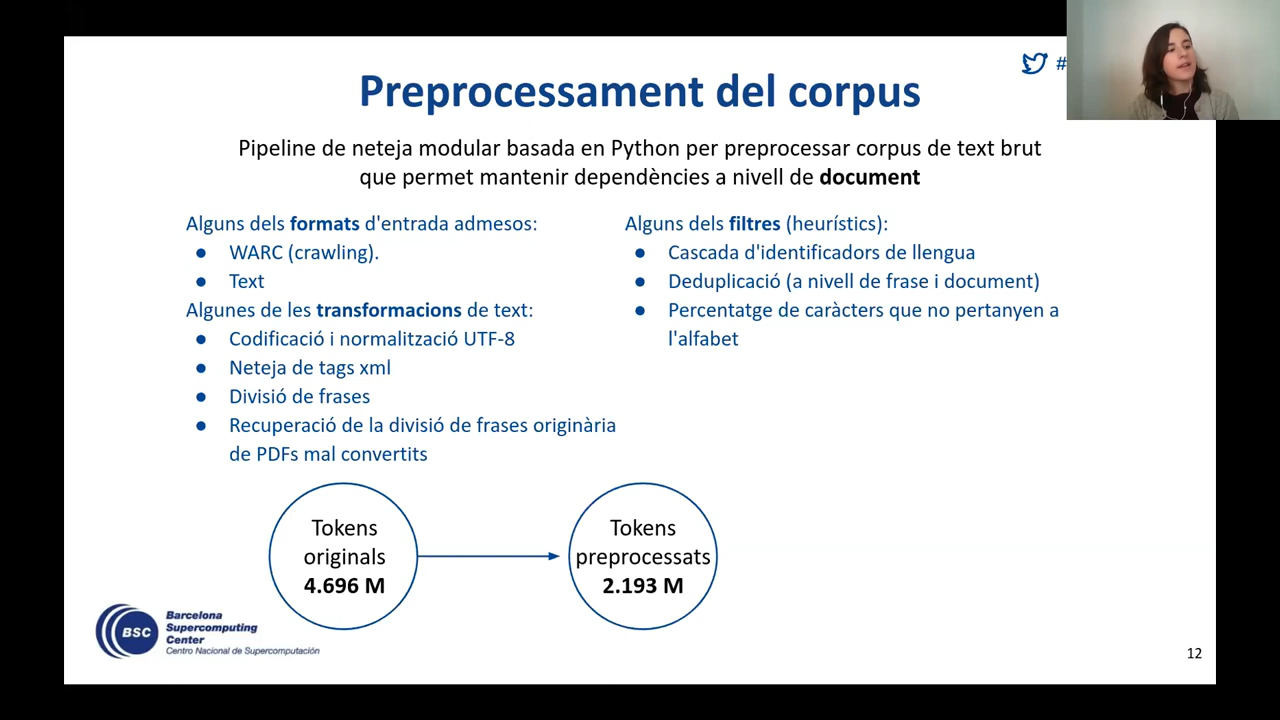 #
Preprocessament del corpus
Pipeline de neteja modular basada en Python per preprocessar corpus de text brut
que permet mantenir dependències a nivell de document
Alguns dels formats d'entrada admesos:
● WARC (crawling).
● Text
Algunes de les transformacions de text:
● Codificació i normalització UTF-8
● Neteja de tags xml
● Divisió de frases
● Recuperació de la divisió de frases originària
de PDFs mal convertits
Alguns dels filtres (heurístics):
● Cascada d'identificadors de llengua
● Deduplicació (a nivell de frase i document)
● Percentatge de caràcters que no pertanyen a
l'alfabet
Tokens
originals
4.696 M
Tokens
preprocessats
2.193 M
BSC
Barcelona
Supercomputing
Center
Centro Nacional de Supercomputación
12